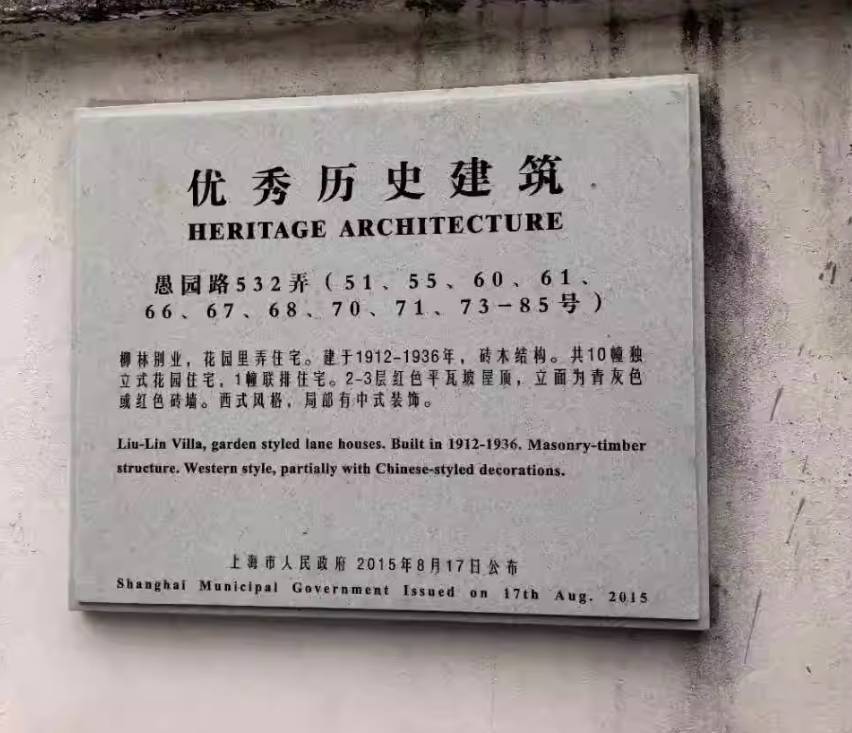 优秀历史建筑
HERITAGE ARCHITECTURE
愚园路532弄(51、55、60、61、
66、67、68、70、71、73-85号)
柳林别业,花园里弄住宅。建于1912-1936年,砖木结构。共10幢独
立式花园住宅,1幢联排住宅。2-3层红色平瓦坡屋顶,立面为青灰色
或红色砖墙。西式风格,局部有中式装饰。
Liu-Lin Villa, garden styled lane houses. Built in 1912-1936. Masonry-timber
structure. Western style, partially with Chinese-styled decorations.
上海市人民政府 2015年8月17日公布
Shanghai Municipal Government Issued on 17th Aug. 2015